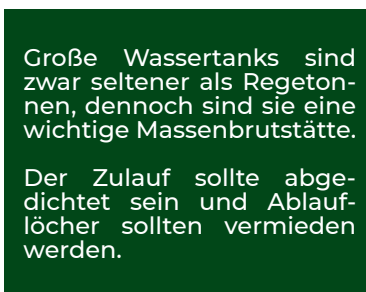 Große Wassertanks sind
zwar seltener als Regeton-
nen, dennoch sind sie eine
wichtige Massenbrutstätte.
Der Zulauf sollte abge-
dichtet sein und Ablauf-
löcher sollten vermieden
werden.